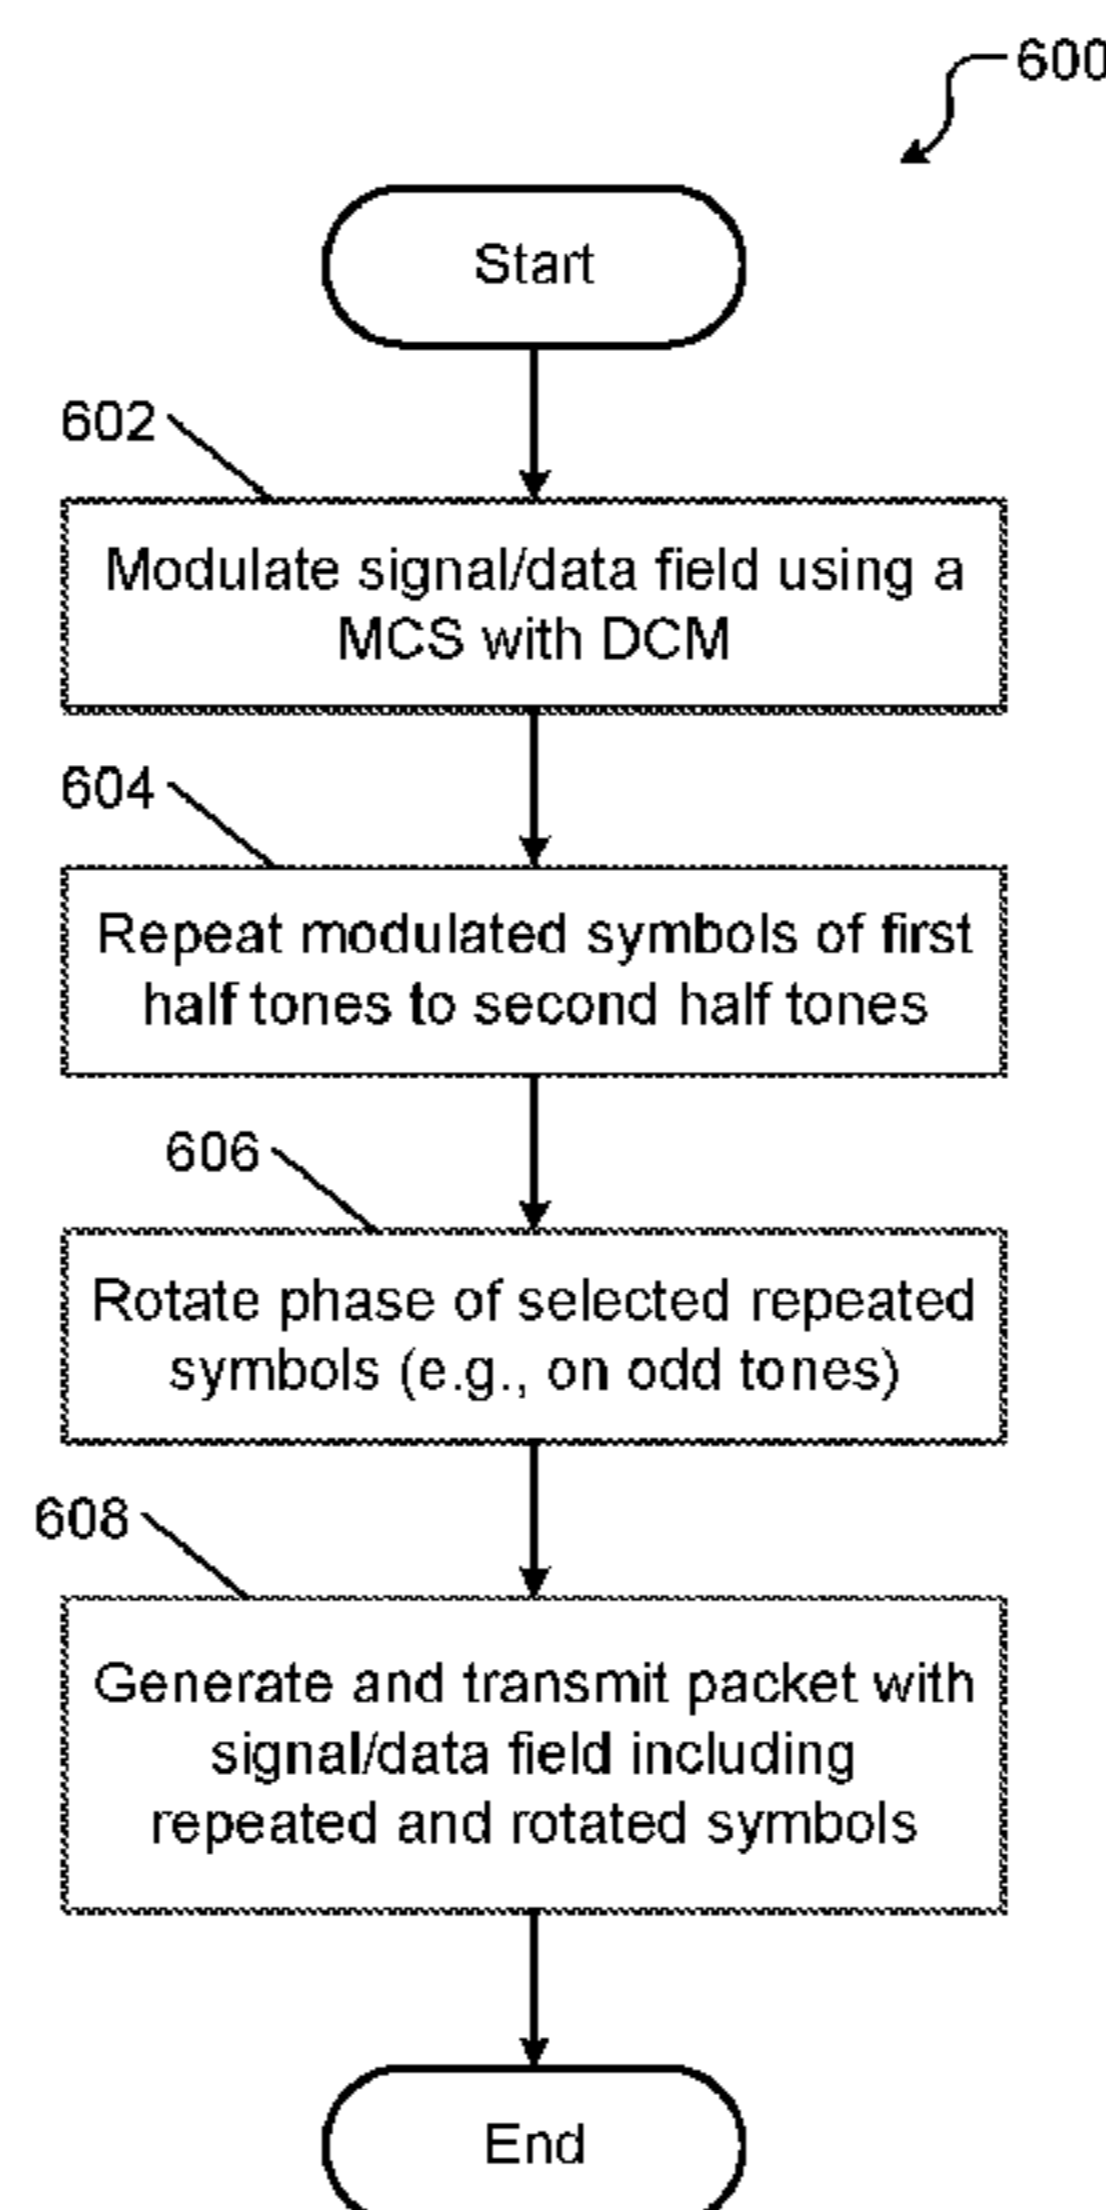 600
Start
602
Modulate signal/data field using a
MCS with DCM
604
Repeat modulated symbols of first
half tones to second half tones
606
Rotate phase of selected repeated
symbols (e.g., on odd tones)
608
Generate and transmit packet with
signal/data field including
repeated and rotated symbols
End